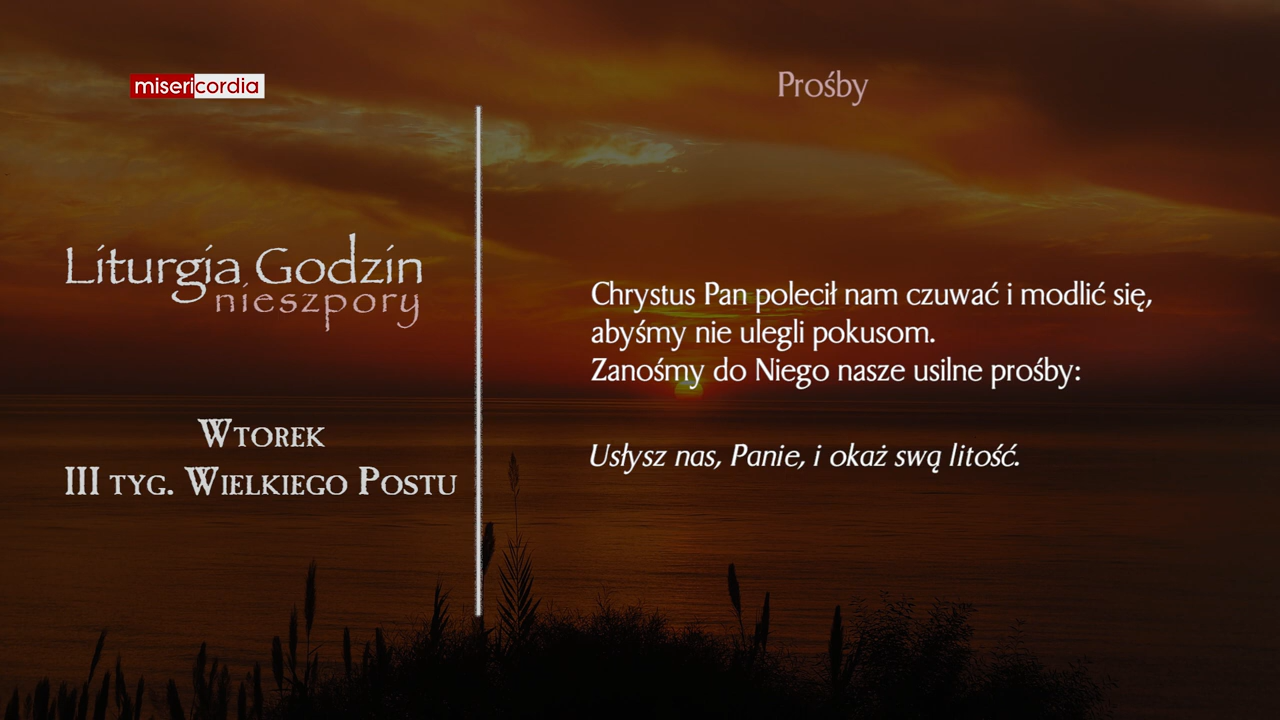 misericordia
Liturgia Godzin
nieszpory
Wtorek
III tyg. Wielkiego Postu
Prośby
Chrystus Pan polecił nam czuwać i modlić się,
abyśmy nie ulegli pokusom.
Zanośmy do Niego nasze usilne prośby:
Usłysz nas, Panie, i okaż swą litość.